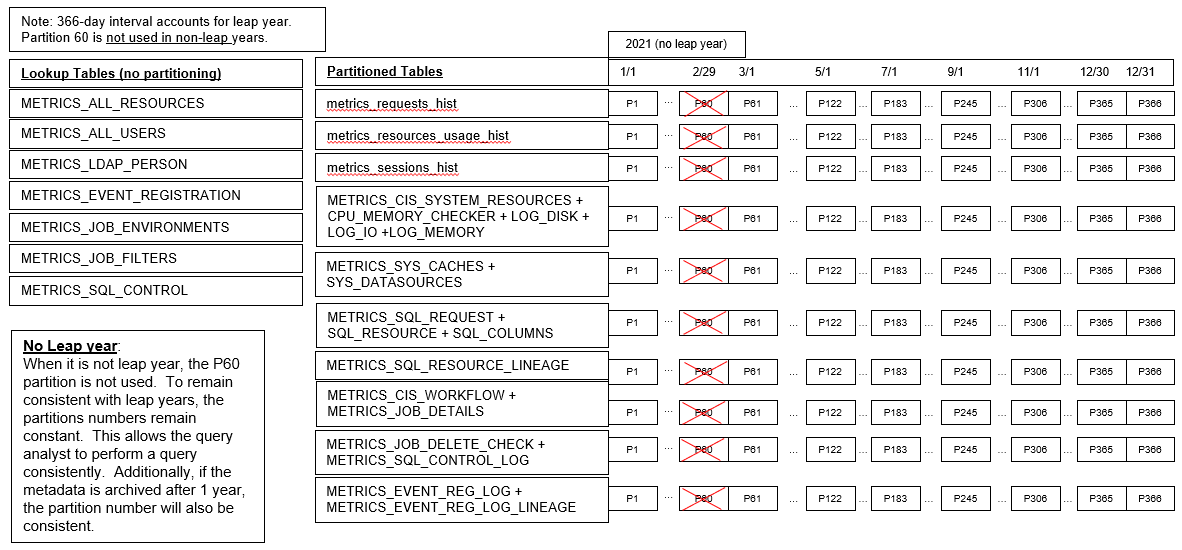 Note: 366-day interval accounts for leap year.
Partition 60 is not used in non-leap years.
2021 (no leap year)
Lookup Tables (no partitioning)
METRICS_ALL_RESOURCES
METRICS_ALL_USERS
METRICS_LDAP_PERSON
METRICS_EVENT_REGISTRATION
METRICS_JOB_ENVIRONMENTS
METRICS_JOB_FILTERS
METRICS_SQL_CONTROL
No Leap year:
When it is not leap year, the P60
partition is not used. To remain
consistent with leap years, the
partitions numbers remain
constant. This allows the query
analyst to perform a query
consistently. Additionally, if the
metadata is archived after 1 year,
the partition number will also be
consistent.
Partitioned Tables 1/1 2/29 3/1 5/1 7/1 9/1 11/1 12/30 12/31
metrics_requests_hist P1 ... P60 P61 ... P122 ... P183 ... P245 ... P306 ... P365 P366
metrics_resources_usage_hist P1 ... P60 P61 ... P122 ... P183 ... P245 ... P306 ... P365 P366
metrics_sessions_hist P1 ... P60 P61 ... P122 ... P183 ... P245 ... P306 ... P365 P366
METRICS_CIS_SYSTEM_RESOURCES +
CPU_MEMORY_CHECKER + LOG_DISK +
LOG_IO +LOG_MEMORY
P1 ... P60 P61 ... P122 ... P183 ... P245 ... P306 ... P365 P366
METRICS_SYS_CACHES +
SYS_DATASOURCES
P1 ... P60 P61 ... P122 ... P183 ... P245 ... P306 ... P365 P366
METRICS_SQL_REQUEST +
SQL_RESOURCE + SQL_COLUMNS
P1 ... P60 P61 ... P122 ... P183 ... P245 ... P306 ... P365 P366
METRICS_SQL_RESOURCE_LINEAGE P1 ... P60 P61 ... P122 ... P183 ... P245 ... P306 ... P365 P366
METRICS_CIS_WORKFLOW +
METRICS_JOB_DETAILS
P1 ... P60 P61 ... P122 ... P183 ... P245 ... P306 ... P365 P366
METRICS_JOB_DELETE_CHECK +
METRICS_SQL_CONTROL_LOG
P1 ... P60 P61 ... P122 ... P183 ... P245 ... P306 ... P365 P366
METRICS_EVENT_REG_LOG +
METRICS_EVENT_REG_LOG_LINEAGE
P1 ... P60 P61 ... P122 ... P183 ... P245 ... P306 ... P365 P366